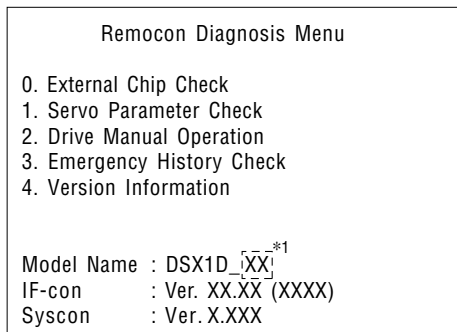 Remocon Diagnosis Menu
0. External Chip Check
1. Servo Parameter Check
2. Drive Manual Operation
3. Emergency History Check
4. Version Information
*1
Model Name : DSX1D_XX
IF-con : Ver. XX.XX (XXXX)
Syscon : Ver. X.XXX